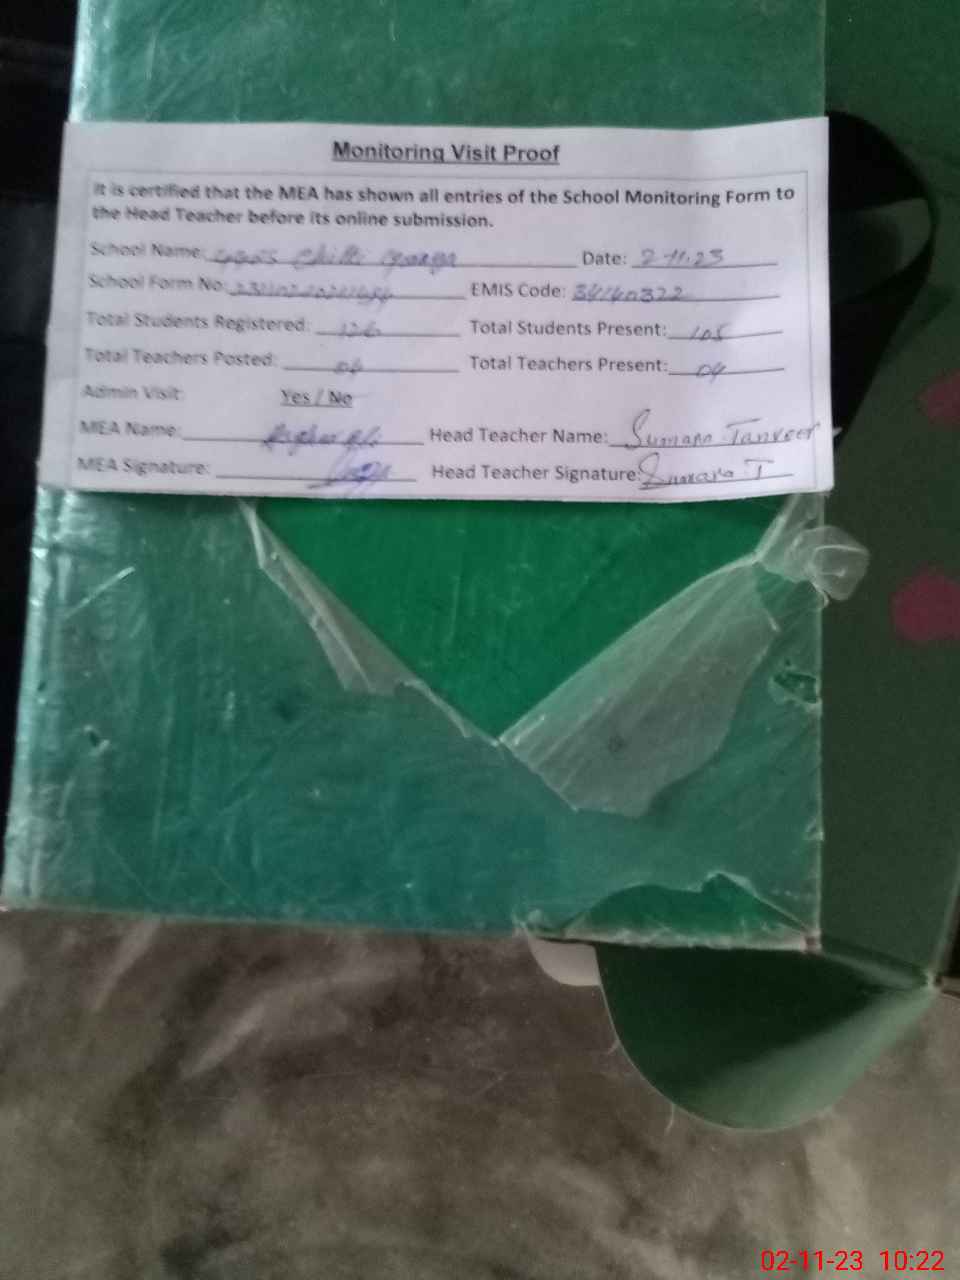 Monitoring Visit Proof
It is certified that the MEA has shown all entries of the School Monitoring Form to
the Head Teacher before its online submission.
School Name: Date: 2-11-23
School Form No: EMIS Code: 34140322
Total Students Registered: 126 Total Students Present: 105
Total Teachers Posted: 04 Total Teachers Present: 04
Admin Visit: Yes / No
MEA Name: Head Teacher Name: Sumara Tanveer
MEA Signature: Head Teacher Signature: Sumara T
02-11-23 10:22